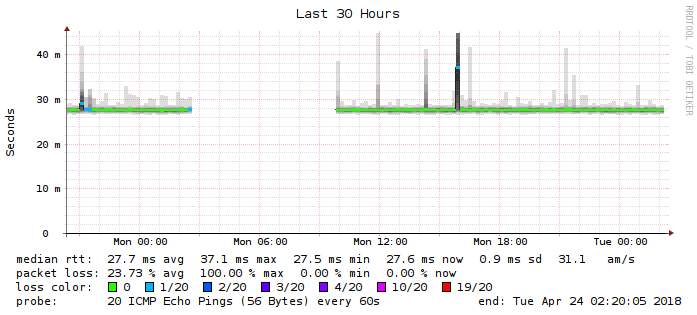 Last 30 Hours
RRDTOOL / TOBI OETIKER
Seconds
40 m
30 m
20 m
10 m
0
Mon 00:00 Mon 06:00 Mon 12:00 Mon 18:00 Tue 00:00
median rtt: 27.7 ms avg 37.1 ms max 27.5 ms min 27.6 ms now 0.9 ms sd 31.1 am/s
packet loss: 23.73 % avg 100.00 % max 0.00 % min 0.00 % now
loss color: 0 1/20 2/20 3/20 4/20 10/20 19/20
probe: 20 ICMP Echo Pings (56 Bytes) every 60s end: Tue Apr 24 02:20:05 2018